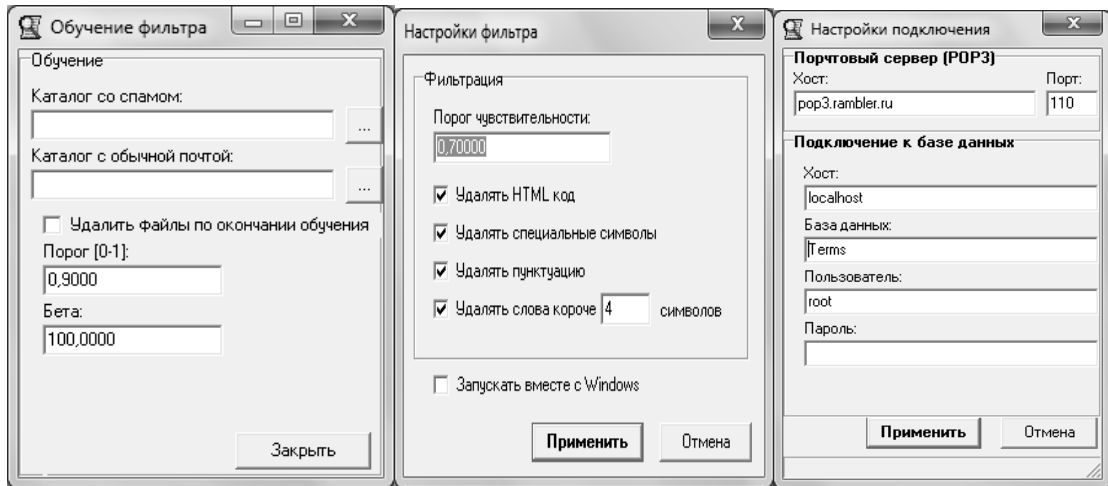 Обучение фильтра
Обучение
Каталог со спамом:
...
Каталог с обычной почтой:
...
Удалить файлы по окончании обучения
Порог [0-1]:
0,9000
Бета:
100,0000
Закрыть
Настройки фильтра
Фильтрация
Порог чувствительности:
0,70000
Удалять HTML код
Удалять специальные символы
Удалять пунктуацию
Удалять слова короче 4 символов
Запускать вместе с Windows
Применить Отмена
Настройки подключения
Порчтовый сервер (POP3)
Хост: Порт:
pop3.rambler.ru 110
Подключение к базе данных
Хост:
localhost
База данных:
Terms
Пользователь:
root
Пароль:
Применить Отмена